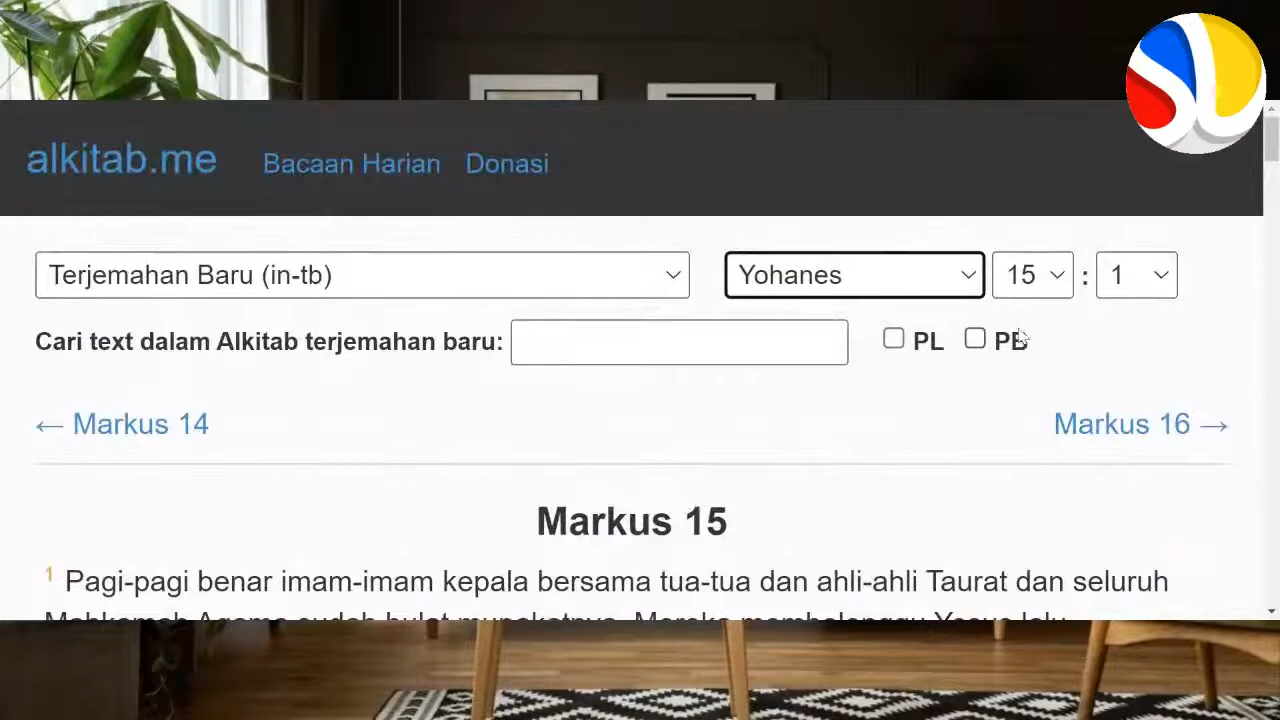 alkitab.me Bacaan Harian Donasi
Terjemahan Baru (in-tb) Yohanes 15 : 1
Cari text dalam Alkitab terjemahan baru: PL PB
← Markus 14 Markus 16 →
Markus 15
1 Pagi-pagi benar imam-imam kepala bersama tua-tua dan ahli-ahli Taurat dan seluruh